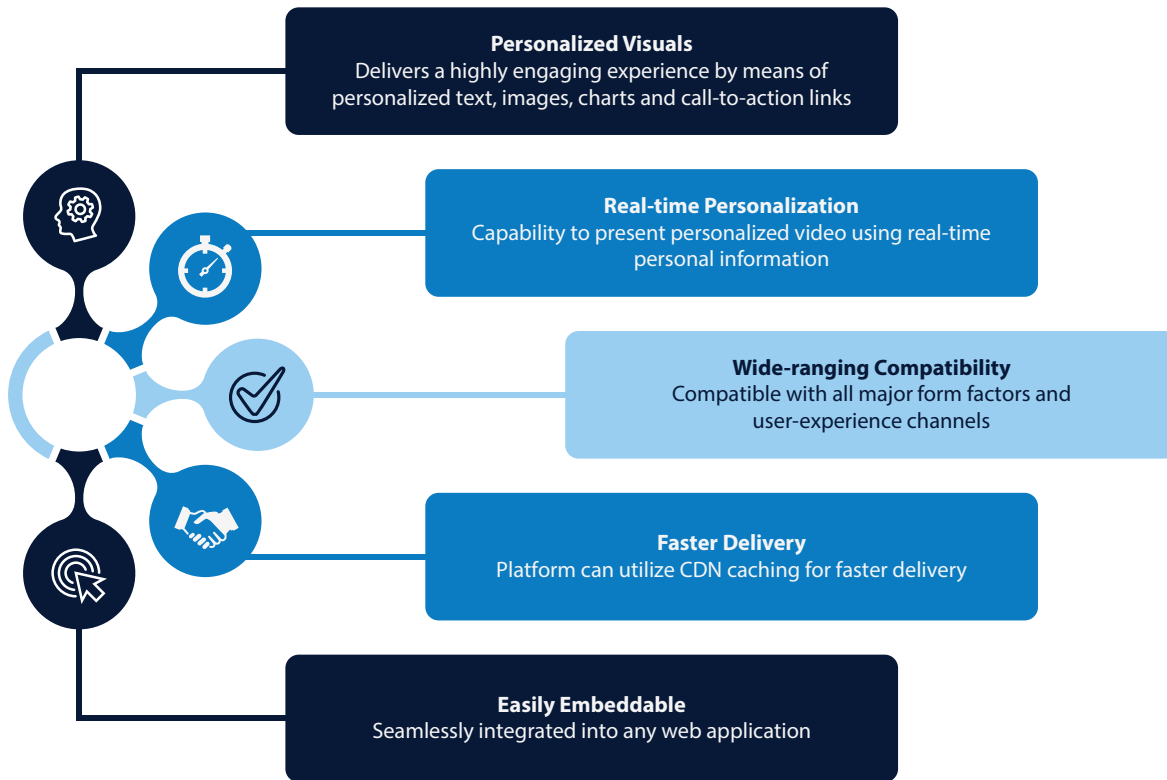 Personalized Visuals
Delivers a highly engaging experience by means of
personalized text, images, charts and call-to-action links
Real-time Personalization
Capability to present personalized video using real-time
personal information
Wide-ranging Compatibility
Compatible with all major form factors and
user-experience channels
Faster Delivery
Platform can utilize CDN caching for faster delivery
Easily Embeddable
Seamlessly integrated into any web application